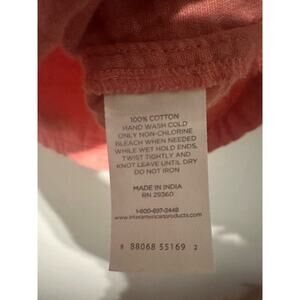 100% COTTON
HAND WASH COLD
ONLY NON-CHLORINE
BLEACH WHEN NEEDED
WHILE WET HOLD ENDS,
TWIST TIGHTLY AND
KNOT LEAVE UNTIL DRY
DO NOT IRON
MADE IN INDIA
RN 29360
1-800-697-2448
www.interamericanproducts.com
8 88068 55169 2